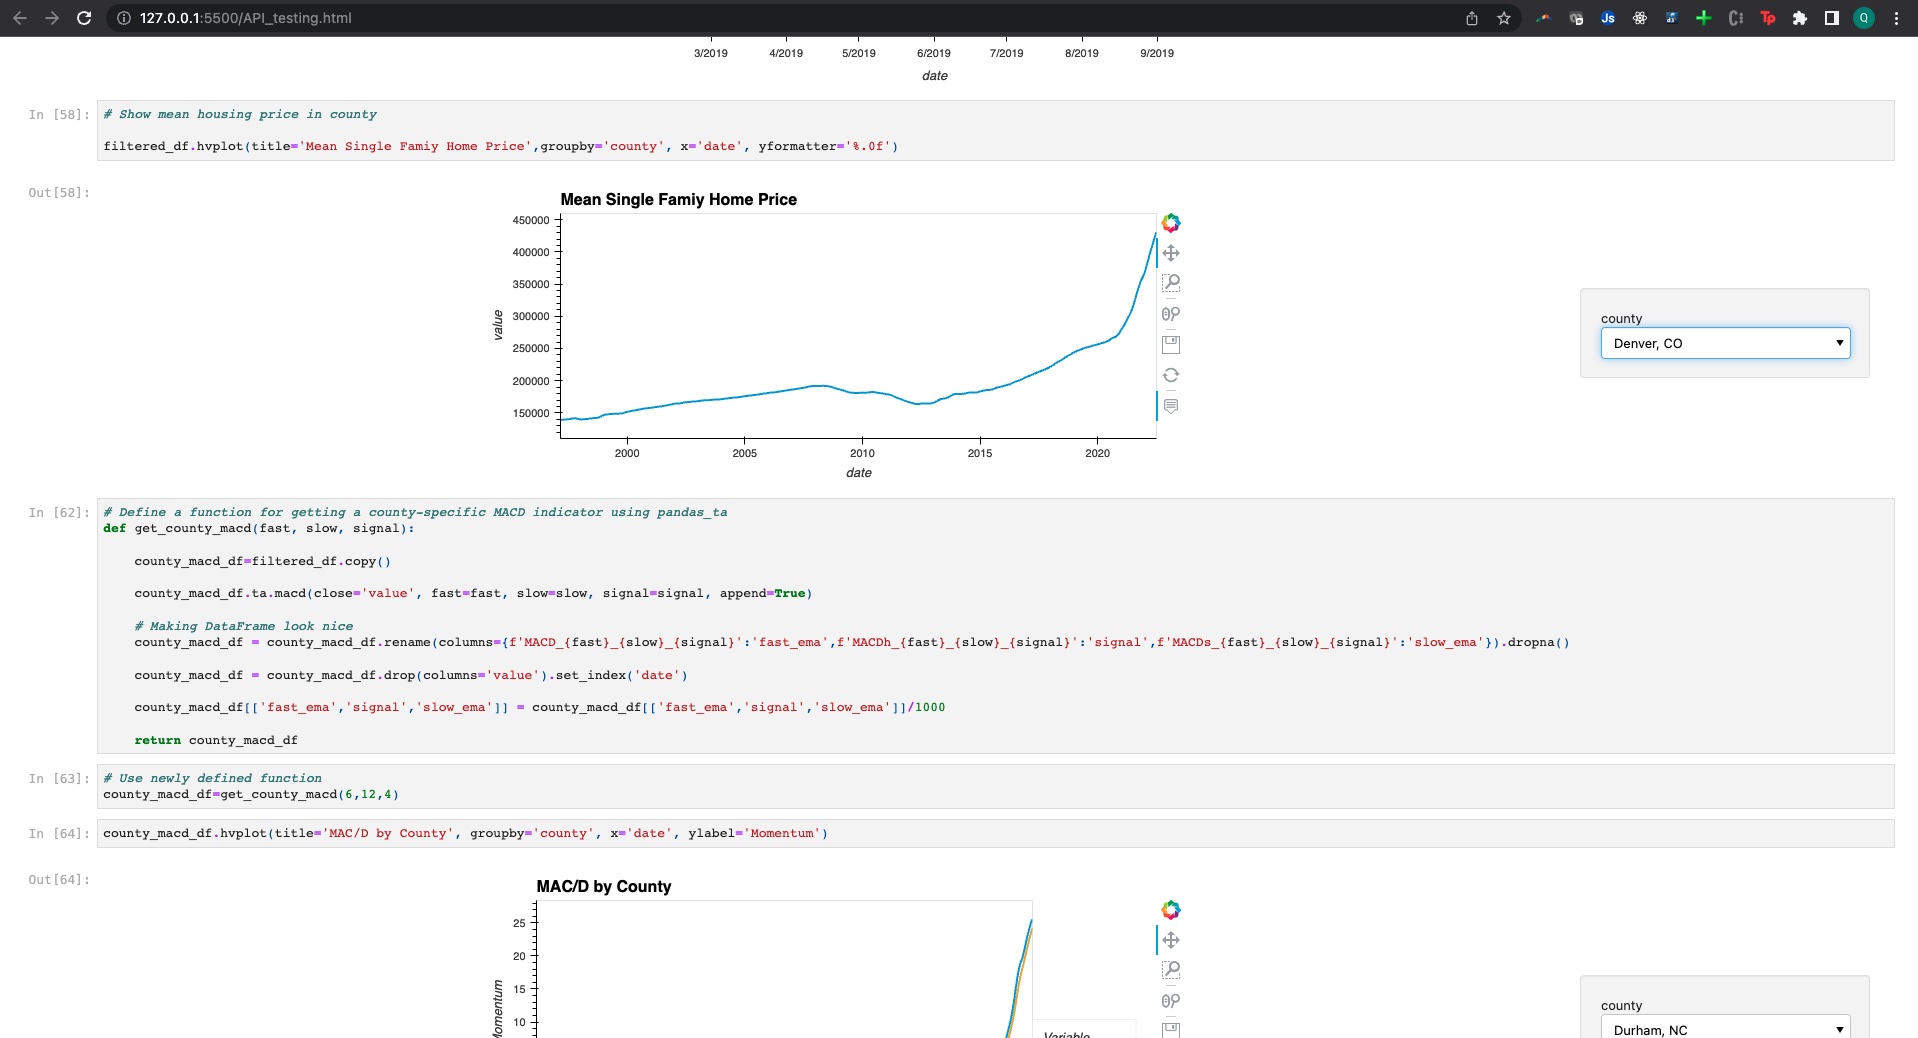 127.0.0.1:5500/API_testing.html
Js
Tp
Q
3/2019 4/2019 5/2019 6/2019 7/2019 8/2019 9/2019
date
In [58]:
# Show mean housing price in county
filtered_df.hvplot(title='Mean Single Famiy Home Price',groupby='county', x='date', yformatter='%.0f')
Out[58]:
Mean Single Famiy Home Price
450000
400000
350000
300000
250000
200000
150000
value
2000 2005 2010 2015 2020
date
county
Denver, CO
In [62]:
# Define a function for getting a county-specific MACD indicator using pandas_ta
def get_county_macd(fast, slow, signal):
county_macd_df=filtered_df.copy()
county_macd_df.ta.macd(close='value', fast=fast, slow=slow, signal=signal, append=True)
# Making DataFrame look nice
county_macd_df = county_macd_df.rename(columns={f'MACD_{fast}_{slow}_{signal}':'fast_ema',f'MACDh_{fast}_{slow}_{signal}':'signal',f'MACDs_{fast}_{slow}_{signal}':'slow_ema'}).dropna()
county_macd_df = county_macd_df.drop(columns='value').set_index('date')
county_macd_df[['fast_ema','signal','slow_ema']] = county_macd_df[['fast_ema','signal','slow_ema']]/1000
return county_macd_df
In [63]:
# Use newly defined function
county_macd_df=get_county_macd(6,12,4)
In [64]:
county_macd_df.hvplot(title='MAC/D by County', groupby='county', x='date', ylabel='Momentum')
Out[64]:
MAC/D by County
25
20
15
10
Momentum
Variable
county
Durham, NC